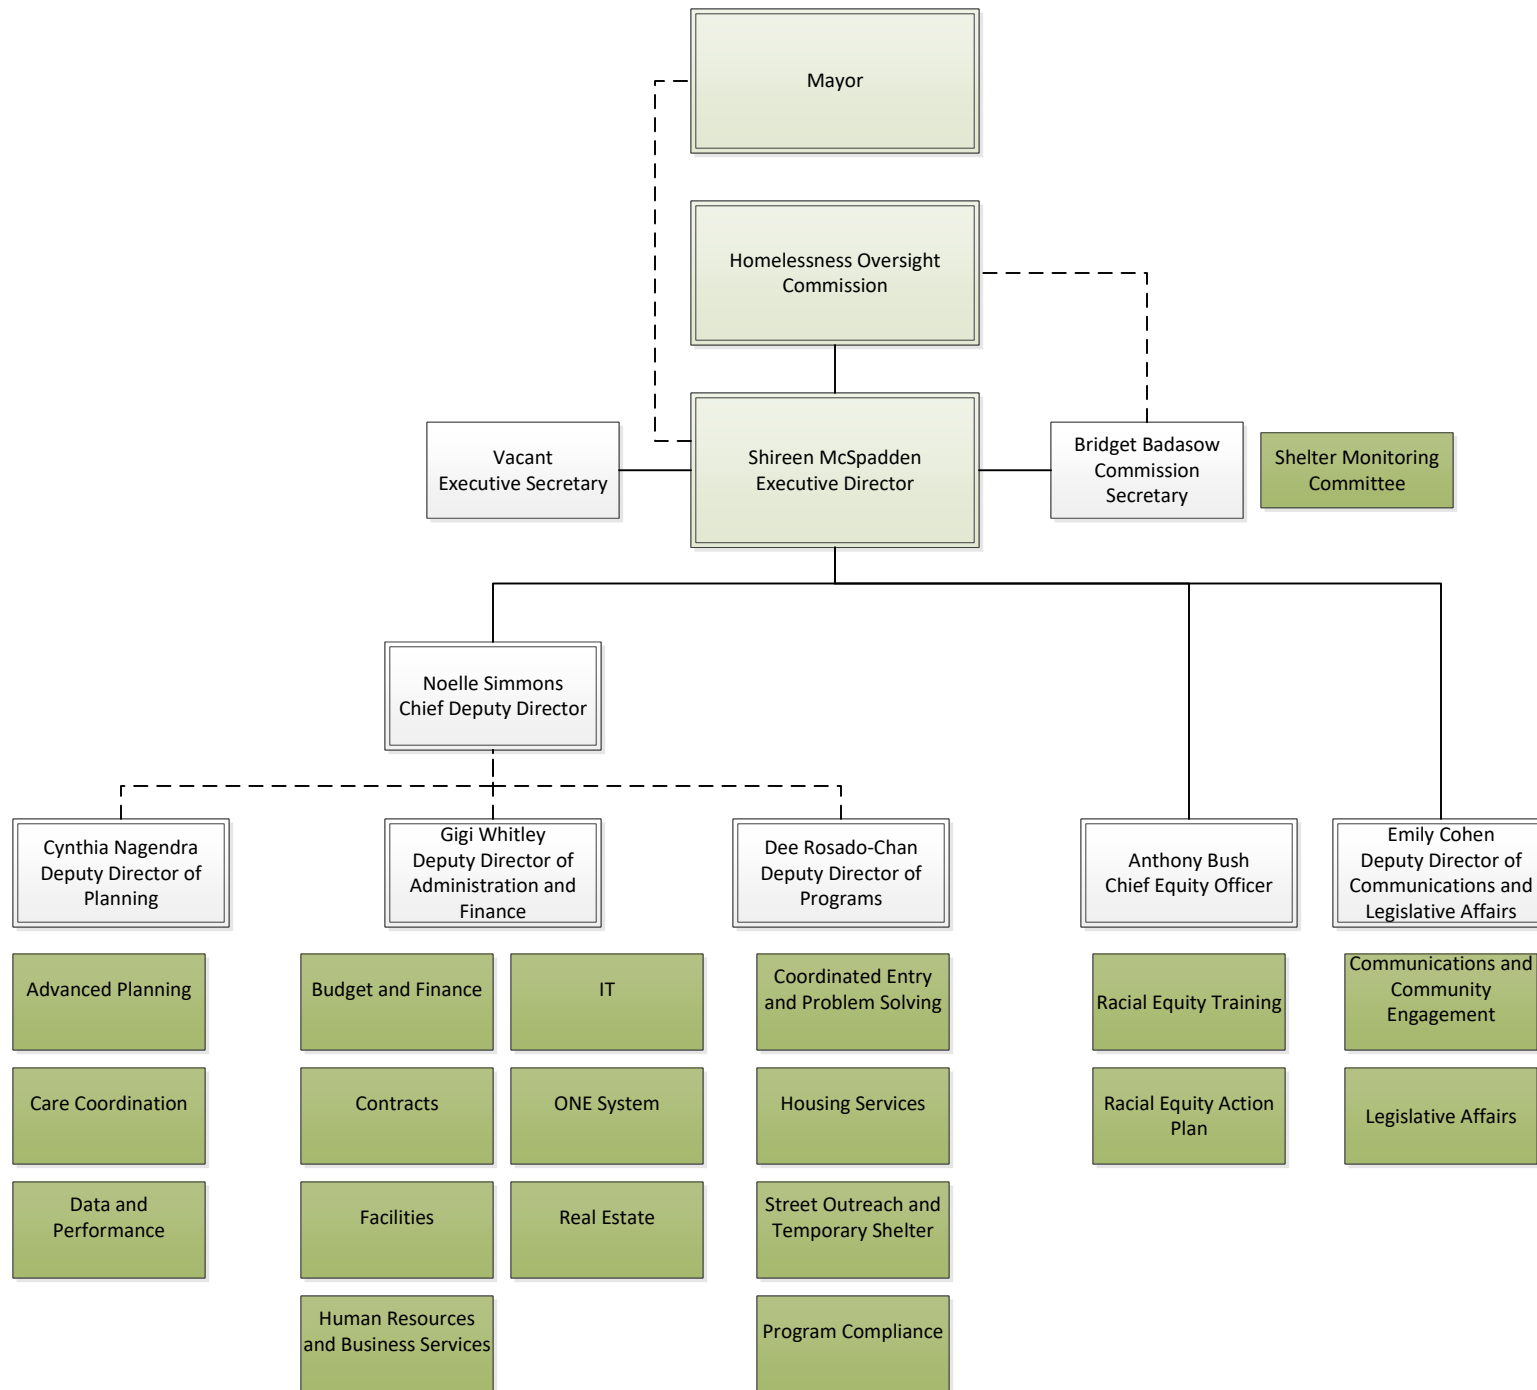 Mayor
Homelessness Oversight
Commission
Vacant
Executive Secretary
Shireen McSpadden
Executive Director
Bridget Badasow
Commission
Secretary
Shelter Monitoring
Committee
Noelle Simmons
Chief Deputy Director
Cynthia Nagendra
Deputy Director of
Planning
Gigi Whitley
Deputy Director of
Administration and
Finance
Dee Rosado-Chan
Deputy Director of
Programs
Anthony Bush
Chief Equity Officer
Emily Cohen
Deputy Director of
Communications and
Legislative Affairs
Advanced Planning
Budget and Finance
IT
Coordinated Entry
and Problem Solving
Racial Equity Training
Communications and
Community
Engagement
Care Coordination
Contracts
ONE System
Housing Services
Racial Equity Action
Plan
Legislative Affairs
Data and
Performance
Facilities
Real Estate
Street Outreach and
Temporary Shelter
Human Resources
and Business Services
Program Compliance